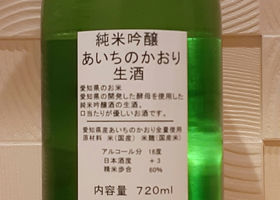 純米吟醸
あいちのかおり
生酒
愛知県のお米
愛知県の開発した酵母を使用した
純米吟醸酒の生酒。
口当たりが優しいお酒です。
愛知県産あいちのかおり全量使用
原材料 米(国産) 米麹(国産米)
アルコール分 16度
日本酒度 +3
精米歩合 60%
内容量 720ml